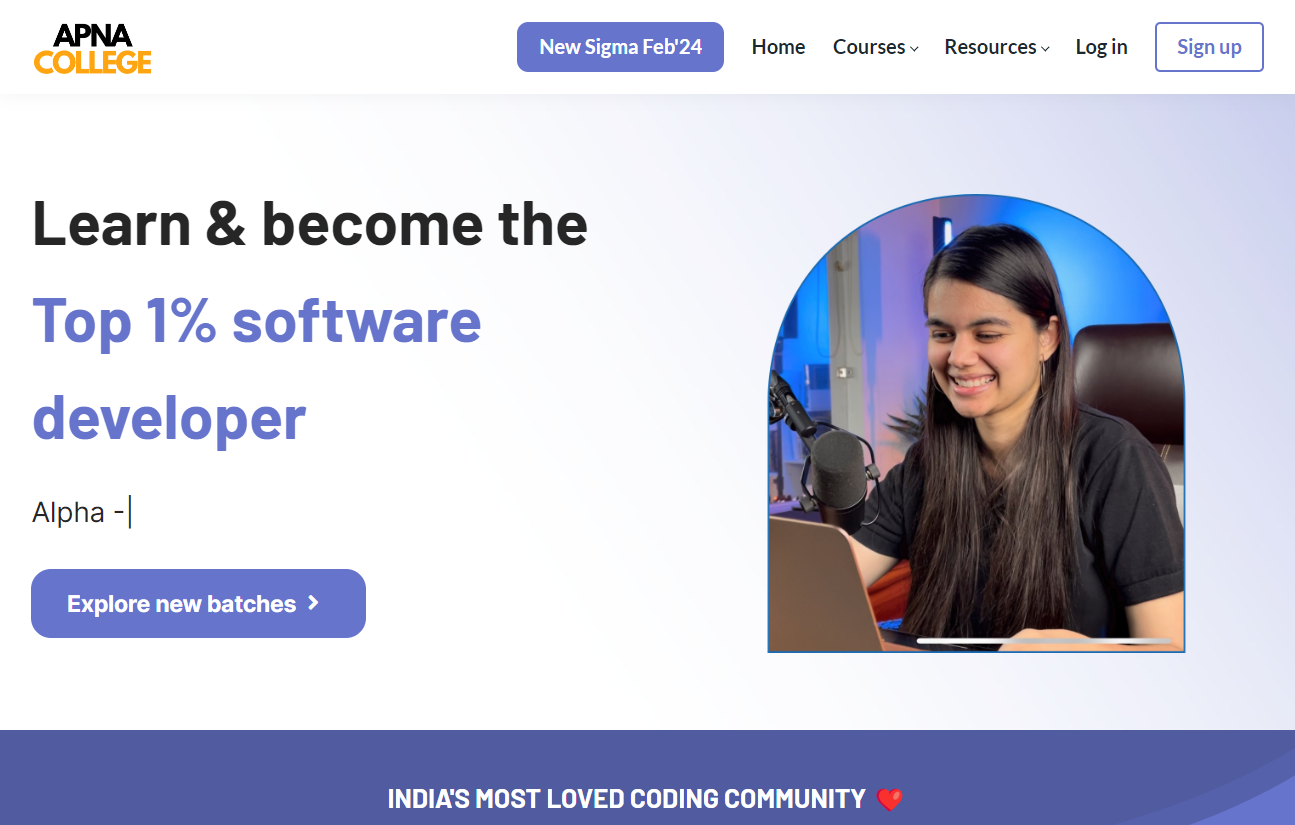 APNA
COLLEGE
New Sigma Feb'24
Home
Courses
Resources
Log in
Sign up
Learn & become the
Top 1% software
developer
Alpha -|
Explore new batches
INDIA'S MOST LOVED CODING COMMUNITY ❤️